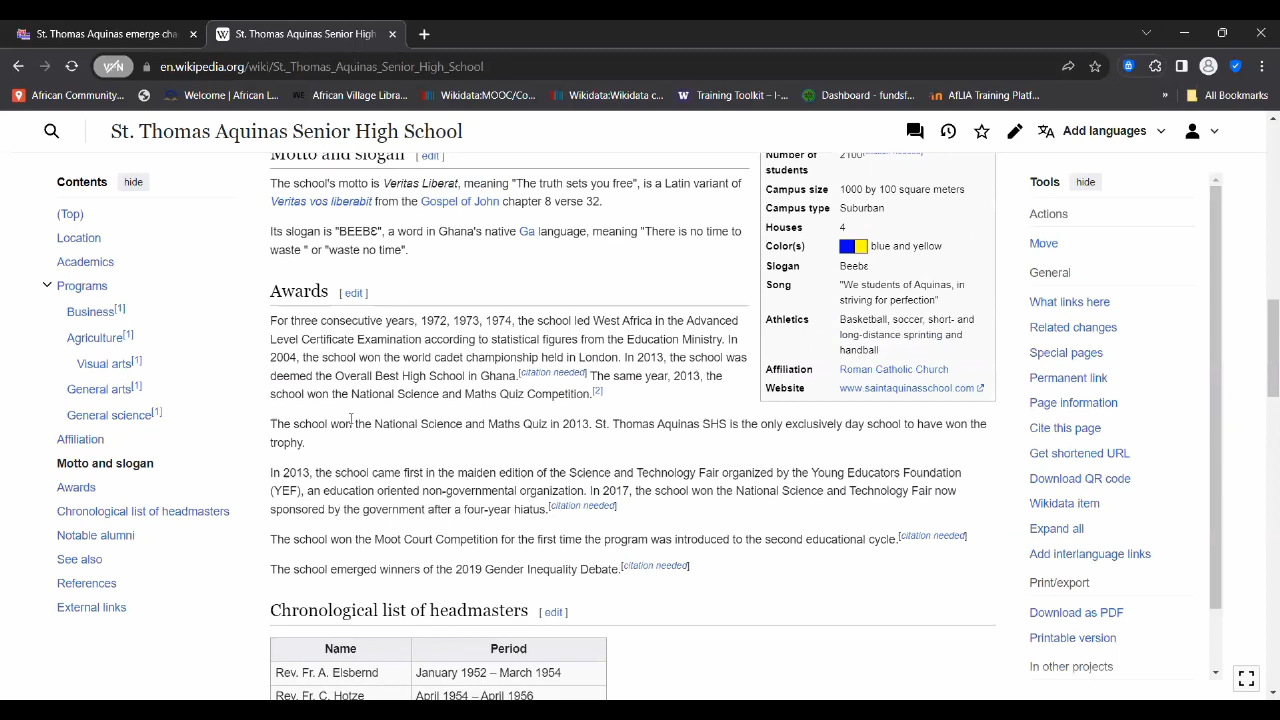 St. Thomas Aquinas emerge cha
St. Thomas Aquinas Senior High
en.wikipedia.org/wiki/St._Thomas_Aquinas_Senior_High_School
African Community...
Welcome | African L...
African Village Libra...
Wikidata:MOOC/Co...
Wikidata:Wikidata c...
Training Toolkit – I-...
Dashboard - fundsf...
AfLIA Training Platf...
»
All Bookmarks
St. Thomas Aquinas Senior High School
Add languages
Contents
hide
(Top)
Location
Academics
Programs
Business[1]
Agriculture[1]
Visual arts[1]
General arts[1]
General science[1]
Affiliation
Motto and slogan
Awards
Chronological list of headmasters
Notable alumni
See also
References
External links
Motto and slogan [ edit ]
The school's motto is Veritas Liberat, meaning "The truth sets you free", is a Latin variant of
Veritas vos liberabit from the Gospel of John chapter 8 verse 32.
Its slogan is "BEEBƐ", a word in Ghana's native Ga language, meaning "There is no time to
waste " or "waste no time".
Awards [ edit ]
For three consecutive years, 1972, 1973, 1974, the school led West Africa in the Advanced
Level Certificate Examination according to statistical figures from the Education Ministry. In
2004, the school won the world cadet championship held in London. In 2013, the school was
deemed the Overall Best High School in Ghana.[citation needed] The same year, 2013, the
school won the National Science and Maths Quiz Competition.[2]
The school won the National Science and Maths Quiz in 2013. St. Thomas Aquinas SHS is the only exclusively day school to have won the
trophy.
In 2013, the school came first in the maiden edition of the Science and Technology Fair organized by the Young Educators Foundation
(YEF), an education oriented non-governmental organization. In 2017, the school won the National Science and Technology Fair now
sponsored by the government after a four-year hiatus.[citation needed]
The school won the Moot Court Competition for the first time the program was introduced to the second educational cycle.[citation needed]
The school emerged winners of the 2019 Gender Inequality Debate.[citation needed]
Chronological list of headmasters [ edit ]
Name Period
Rev. Fr. A. Elsbernd January 1952 – March 1954
Rev. Fr. C. Hotze April 1954 – April 1956
Number of students 2100[citation needed]
Campus size 1000 by 100 square meters
Campus type Suburban
Houses 4
Color(s) blue and yellow
Slogan Beebɛ
Song "We students of Aquinas, in
striving for perfection"
Athletics Basketball, soccer, short- and
long-distance sprinting and
handball
Affiliation Roman Catholic Church
Website www.saintaquinasschool.com
Tools
hide
Actions
Move
General
What links here
Related changes
Special pages
Permanent link
Page information
Cite this page
Get shortened URL
Download QR code
Wikidata item
Expand all
Add interlanguage links
Print/export
Download as PDF
Printable version
In other projects